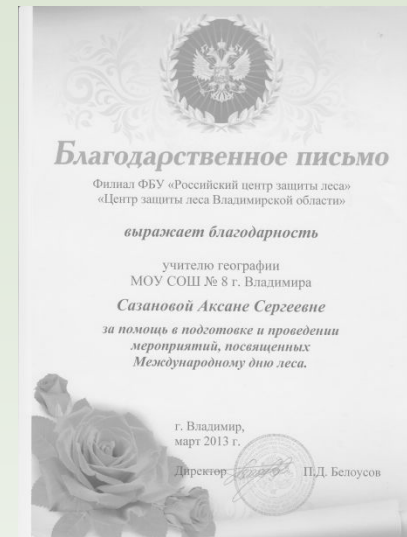 Благодарственное письмо
Филиал ФБУ «Российский центр защиты леса»
«Центр защиты леса Владимирской области»
выражает благодарность
учителю географии
МОУ СОШ № 8 г. Владимира
Сазановой Аксане Сергеевне
за помощь в подготовке и проведении
мероприятий, посвященных
Международному дню леса.
г. Владимир,
март 2013 г.
Директор П.Д. Белоусов